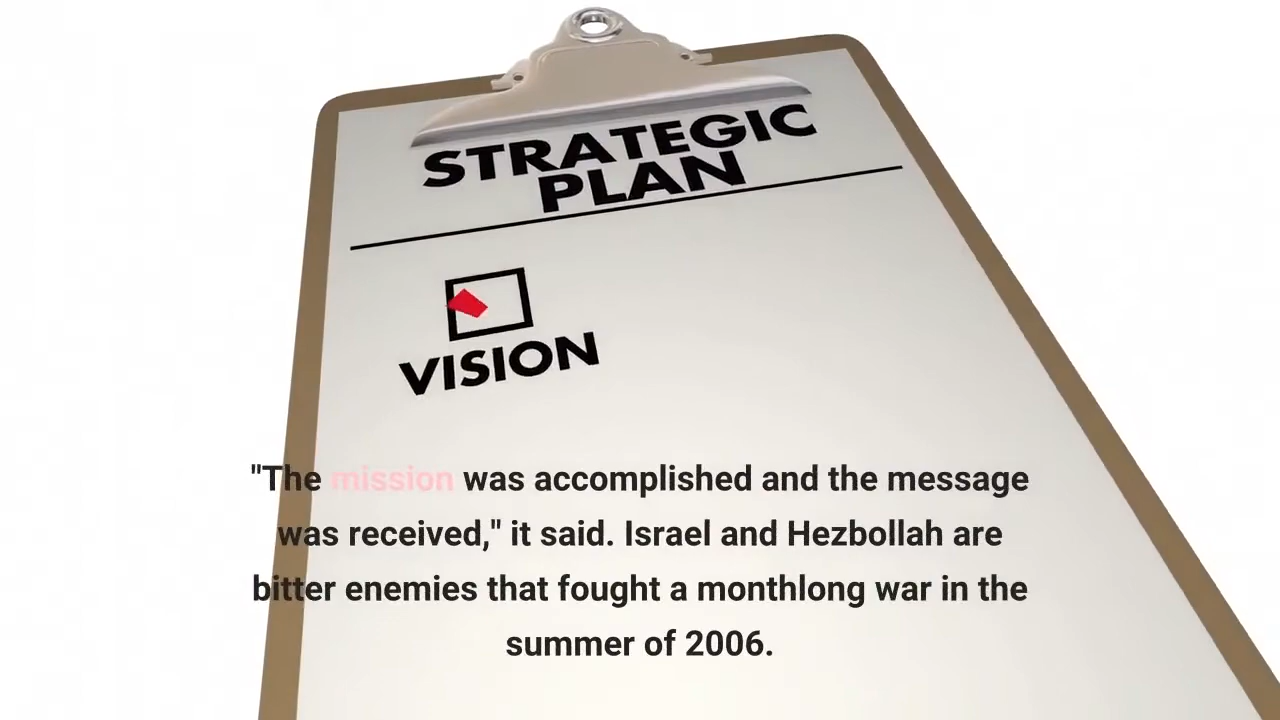 STRATEGIC
PLAN
VISION
"The mission was accomplished and the message
was received," it said. Israel and Hezbollah are
bitter enemies that fought a monthlong war in the
summer of 2006.